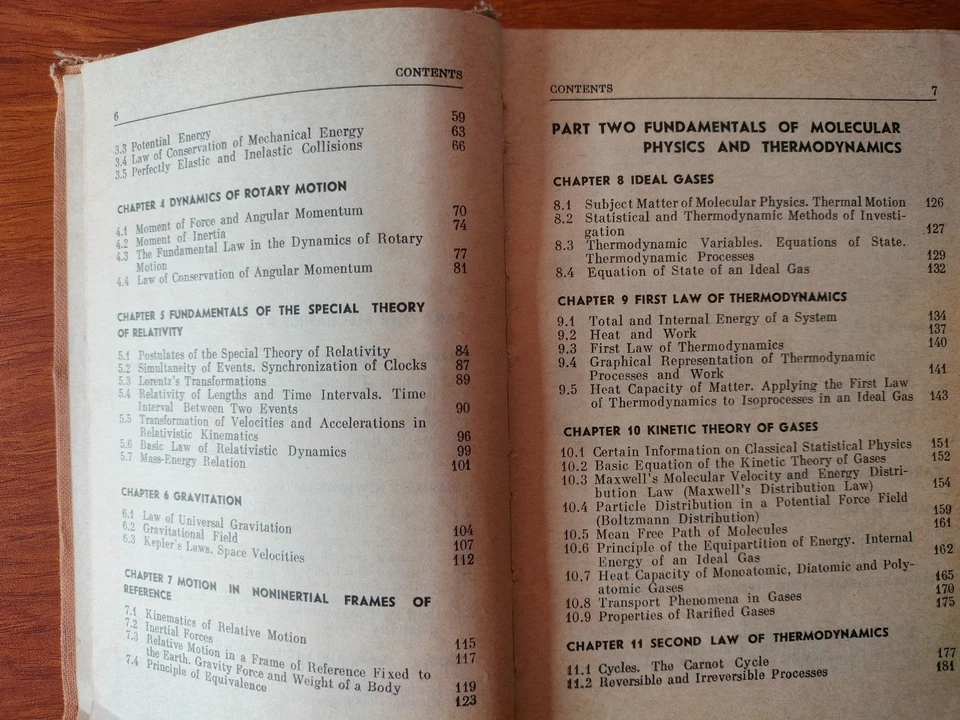 CONTENTS
6
3.3 Potential Energy 59
3.4 Law of Conservation of Mechanical Energy 63
3.5 Perfectly Elastic and Inelastic Collisions 66
CHAPTER 4 DYNAMICS OF ROTARY MOTION
4.1 Moment of Force and Angular Momentum 70
4.2 Moment of Inertia 74
4.3 The Fundamental Law in the Dynamics of Rotary
Motion 77
4.4 Law of Conservation of Angular Momentum 81
CHAPTER 5 FUNDAMENTALS OF THE SPECIAL THEORY
OF RELATIVITY
5.1 Postulates of the Special Theory of Relativity 84
5.2 Simultaneity of Events. Synchronization of Clocks 87
5.3 Lorentz's Transformations 89
5.4 Relativity of Lengths and Time Intervals. Time
Interval Between Two Events 90
5.5 Transformation of Velocities and Accelerations in
Relativistic Kinematics 96
5.6 Basic Law of Relativistic Dynamics 99
5.7 Mass-Energy Relation 101
CHAPTER 6 GRAVITATION
6.1 Law of Universal Gravitation 104
6.2 Gravitational Field 107
6.3 Kepler's Laws. Space Velocities 112
CHAPTER 7 MOTION IN NONINERTIAL FRAMES OF
REFERENCE
7.1 Kinematics of Relative Motion 115
7.2 Inertial Forces 117
7.3 Relative Motion in a Frame of Reference Fixed to
the Earth. Gravity Force and Weight of a Body 119
7.4 Principle of Equivalence 123
CONTENTS 7
PART TWO FUNDAMENTALS OF MOLECULAR
PHYSICS AND THERMODYNAMICS
CHAPTER 8 IDEAL GASES
8.1 Subject Matter of Molecular Physics. Thermal Motion 126
8.2 Statistical and Thermodynamic Methods of Investi-
gation 127
8.3 Thermodynamic Variables. Equations of State.
Thermodynamic Processes 129
8.4 Equation of State of an Ideal Gas 132
CHAPTER 9 FIRST LAW OF THERMODYNAMICS
9.1 Total and Internal Energy of a System 134
9.2 Heat and Work 137
9.3 First Law of Thermodynamics 140
9.4 Graphical Representation of Thermodynamic
Processes and Work 141
9.5 Heat Capacity of Matter. Applying the First Law
of Thermodynamics to Isoprocesses in an Ideal Gas 143
CHAPTER 10 KINETIC THEORY OF GASES
10.1 Certain Information on Classical Statistical Physics 151
10.2 Basic Equation of the Kinetic Theory of Gases 152
10.3 Maxwell's Molecular Velocity and Energy Distri-
bution Law (Maxwell's Distribution Law) 154
10.4 Particle Distribution in a Potential Force Field
(Boltzmann Distribution) 159
10.5 Mean Free Path of Molecules 161
10.6 Principle of the Equipartition of Energy. Internal
Energy of an Ideal Gas 162
10.7 Heat Capacity of Monoatomic, Diatomic and Poly-
atomic Gases 165
10.8 Transport Phenomena in Gases 170
10.9 Properties of Rarified Gases 175
CHAPTER 11 SECOND LAW OF THERMODYNAMICS
11.1 Cycles. The Carnot Cycle 177
11.2 Reversible and Irreversible Processes 181